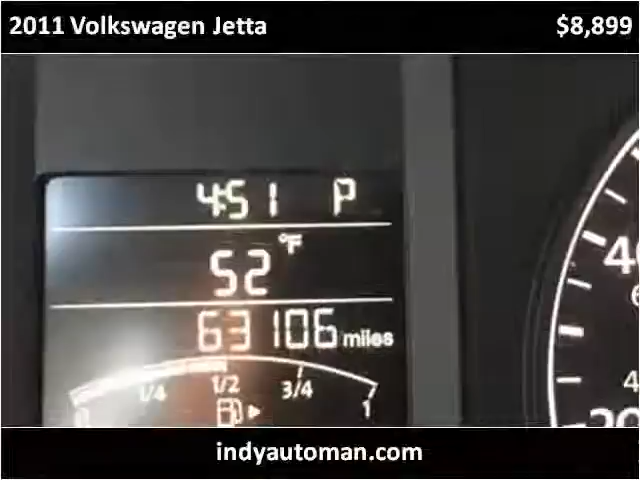 2011 Volkswagen Jetta $8,899
4:51 P
52 °F
63106 miles
0 1/4 1/2 3/4 1
indyautoman.com